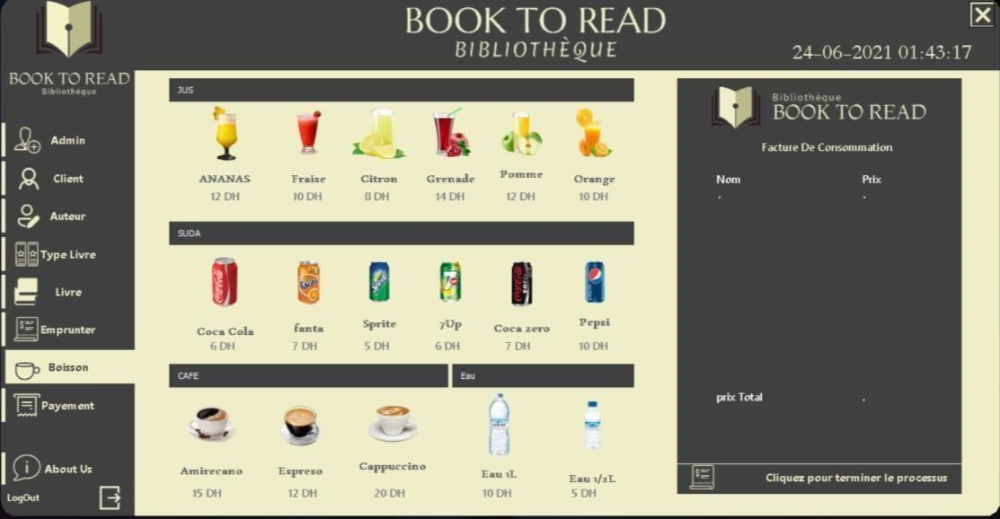 BOOK TO READ
BIBLIOTHÈQUE
24-06-2021 01:43:17
BOOK TO READ
Bibliothèque
Admin
Client
Auteur
Type Livre
Livre
Emprunter
Boisson
Payement
About Us
LogOut
JUS
ANANAS Fraise Citron Grenade Pomme Orange
12 DH 10 DH 8 DH 14 DH 12 DH 10 DH
SUDA
Coca Cola fanta Sprite 7Up Coca zero Pepsi
6 DH 7 DH 5 DH 6 DH 7 DH 10 DH
CAFE
Amirecano Espreso Cappuccino
15 DH 12 DH 20 DH
Eau
Eau 1L Eau 1/2L
10 DH 5 DH
Bibliothèque
BOOK TO READ
Facture De Consommation
Nom Prix
. .
prix Total .
Cliquez pour terminer le processus